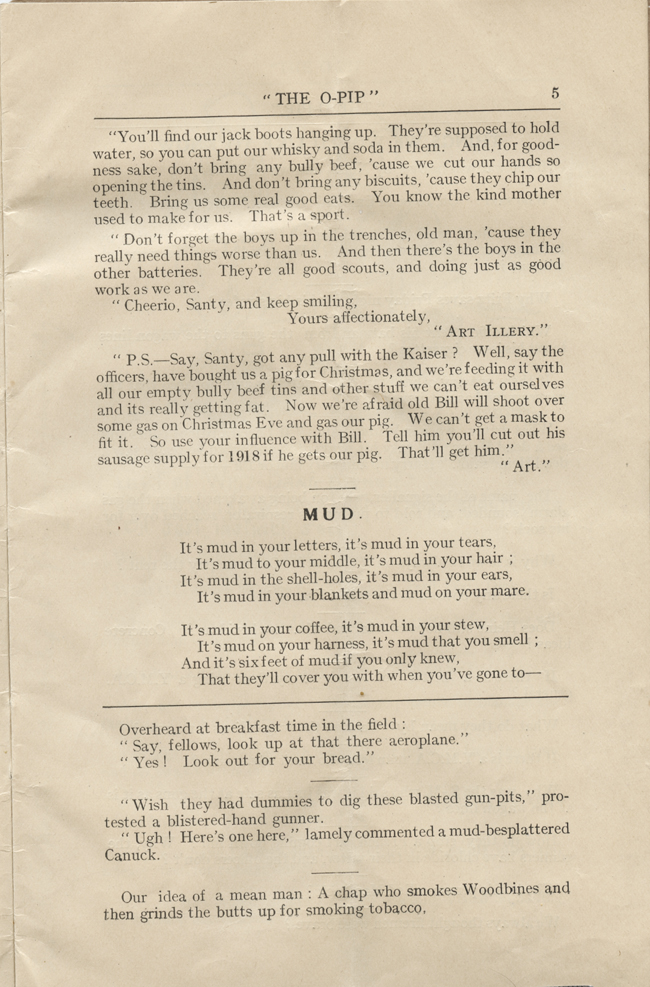 "THE O-PIP" 5
"You'll find our jack boots hanging up. They're supposed to hold
water, so you can put our whisky and soda in them. And, for good-
ness sake, don't bring any bully beef, 'cause we cut our hands so
opening the tins. And don't bring any biscuits, 'cause they chip our
teeth. Bring us some real good eats. You know the kind mother
used to make for us. That's a sport.
"Don't forget the boys up in the trenches, old man, 'cause they
really need things worse than us. And then there's the boys in the
other batteries. They're all good scouts, and doing just as good
work as we are.
"Cheerio, Santy, and keep smiling,
Yours affectionately,
"ART ILLERY."
"P.S.—Say, Santy, got any pull with the Kaiser ? Well, say the
officers, have bought us a pig for Christmas, and we're feeding it with
all our empty bully beef tins and other stuff we can't eat ourselves
and its really getting fat. Now we're afraid old Bill will shoot over
some gas on Christmas Eve and gas our pig. We can't get a mask to
fit it. So use your influence with Bill. Tell him you'll cut out his
sausage supply for 1918 if he gets our pig. That'll get him."
"Art."
MUD.
It's mud in your letters, it's mud in your tears,
It's mud to your middle, it's mud in your hair ;
It's mud in the shell-holes, it's mud in your ears,
It's mud in your blankets and mud on your mare.
It's mud in your coffee, it's mud in your stew,
It's mud on your harness, it's mud that you smell ;
And it's six feet of mud if you only knew,
That they'll cover you with when you've gone to—
Overheard at breakfast time in the field :
"Say, fellows, look up at that there aeroplane."
"Yes ! Look out for your bread."
"Wish they had dummies to dig these blasted gun-pits," pro-
tested a blistered-hand gunner.
"Ugh ! Here's one here," lamely commented a mud-besplattered
Canuck.
Our idea of a mean man : A chap who smokes Woodbines and
then grinds the butts up for smoking tobacco,